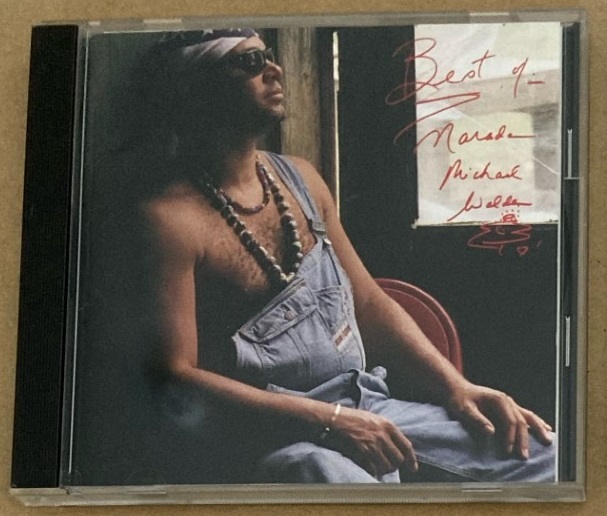 Best of
Narada
Michael
Walden